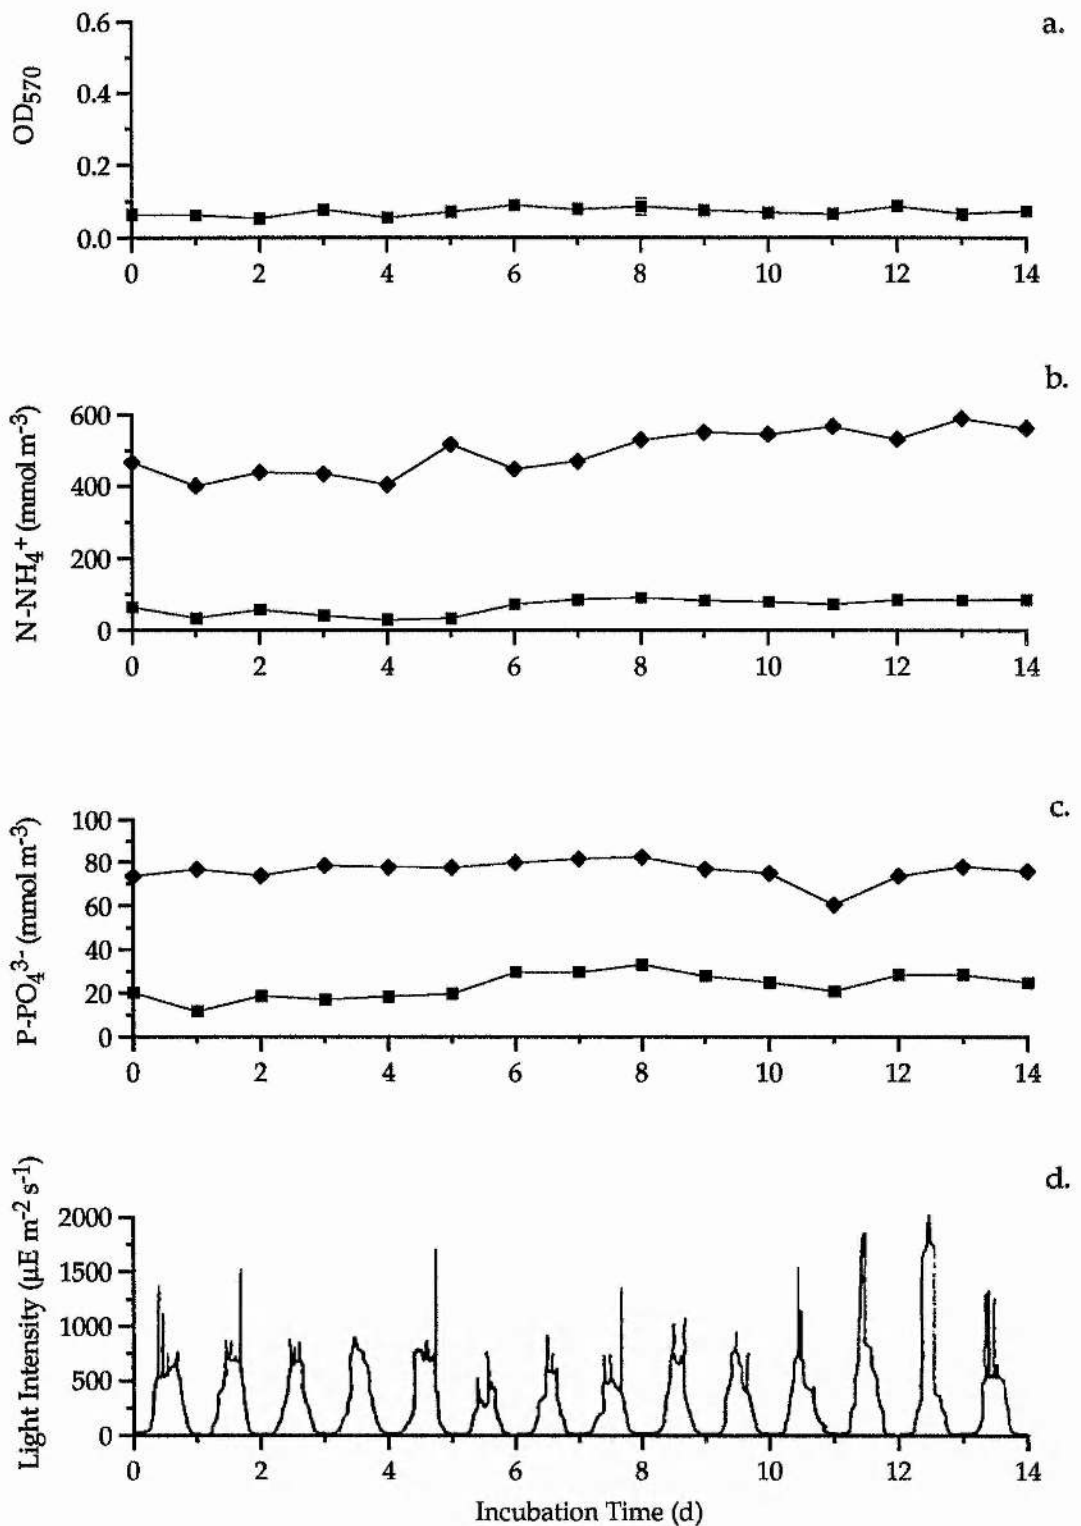 a.
OD570
0.6
0.4
0.2
0.0
0 2 4 6 8 10 12 14
b.
N-NH4+ (mmol m-3)
600
400
200
0
0 2 4 6 8 10 12 14
c.
P-PO43- (mmol m-3)
100
80
60
40
20
0
0 2 4 6 8 10 12 14
d.
Light Intensity (µE m-2 s-1)
2000
1500
1000
500
0
0 2 4 6 8 10 12 14
Incubation Time (d)